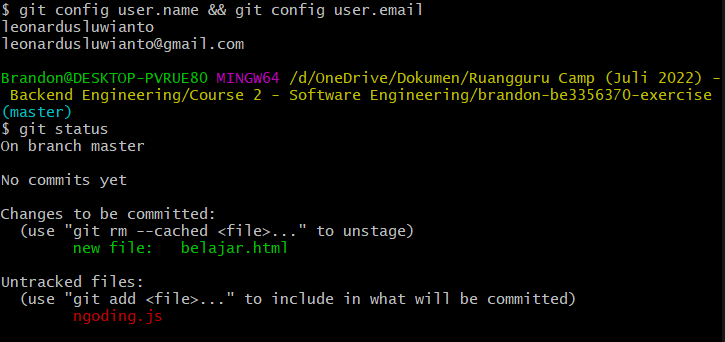 $ git config user.name && git config user.email
leonardusluwianto
leonardusluwianto@gmail.com
Brandon@DESKTOP-PVRUE80 MINGW64 /d/OneDrive/Dokumen/Ruangguru Camp (Juli 2022) -
 Backend Engineering/Course 2 - Software Engineering/brandon-be3356370-exercise
(master)
$ git status
On branch master
No commits yet
Changes to be committed:
  (use "git rm --cached <file>..." to unstage)
        new file:   belajar.html
Untracked files:
  (use "git add <file>..." to include in what will be committed)
        ngoding.js